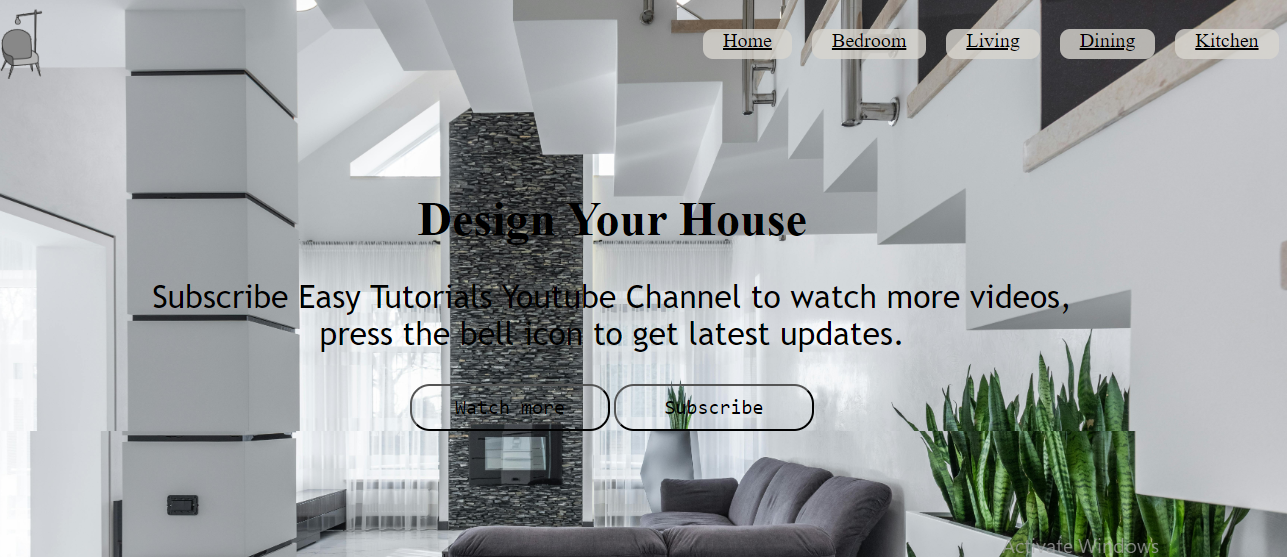 Home Bedroom Living Dining Kitchen
Design Your House
Subscribe Easy Tutorials Youtube Channel to watch more videos,
press the bell icon to get latest updates.
Watch more Subscribe
Activate Windows